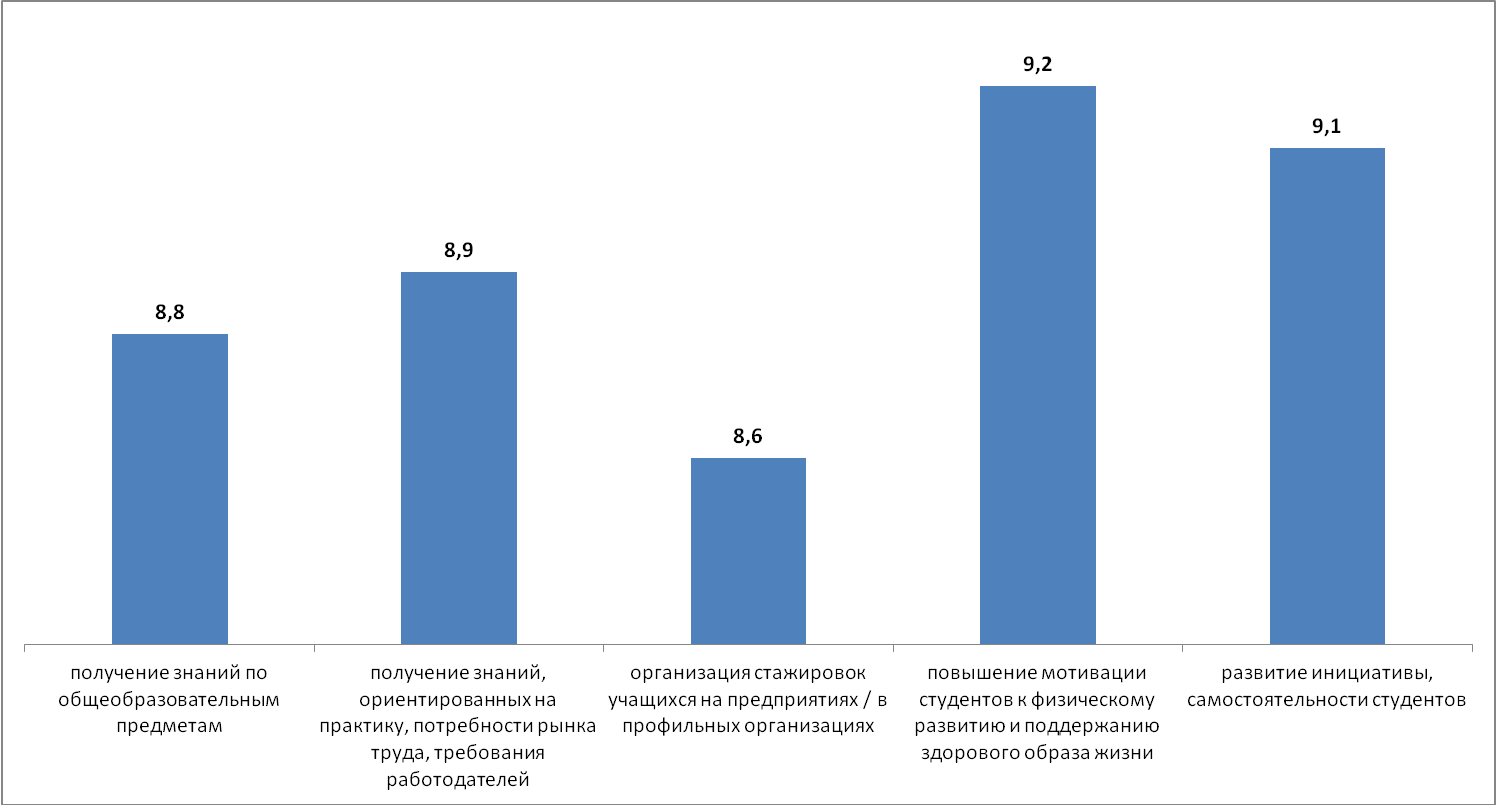 9,2
9,1
8,9
8,8
8,6
получение знаний по
общеобразовательным
предметам
получение знаний,
ориентированных на
практику, потребности рынка
труда, требования
работодателей
организация стажировок
учащихся на предприятиях / в
профильных организациях
повышение мотивации
студентов к физическому
развитию и поддержанию
здорового образа жизни
развитие инициативы,
самостоятельности студентов